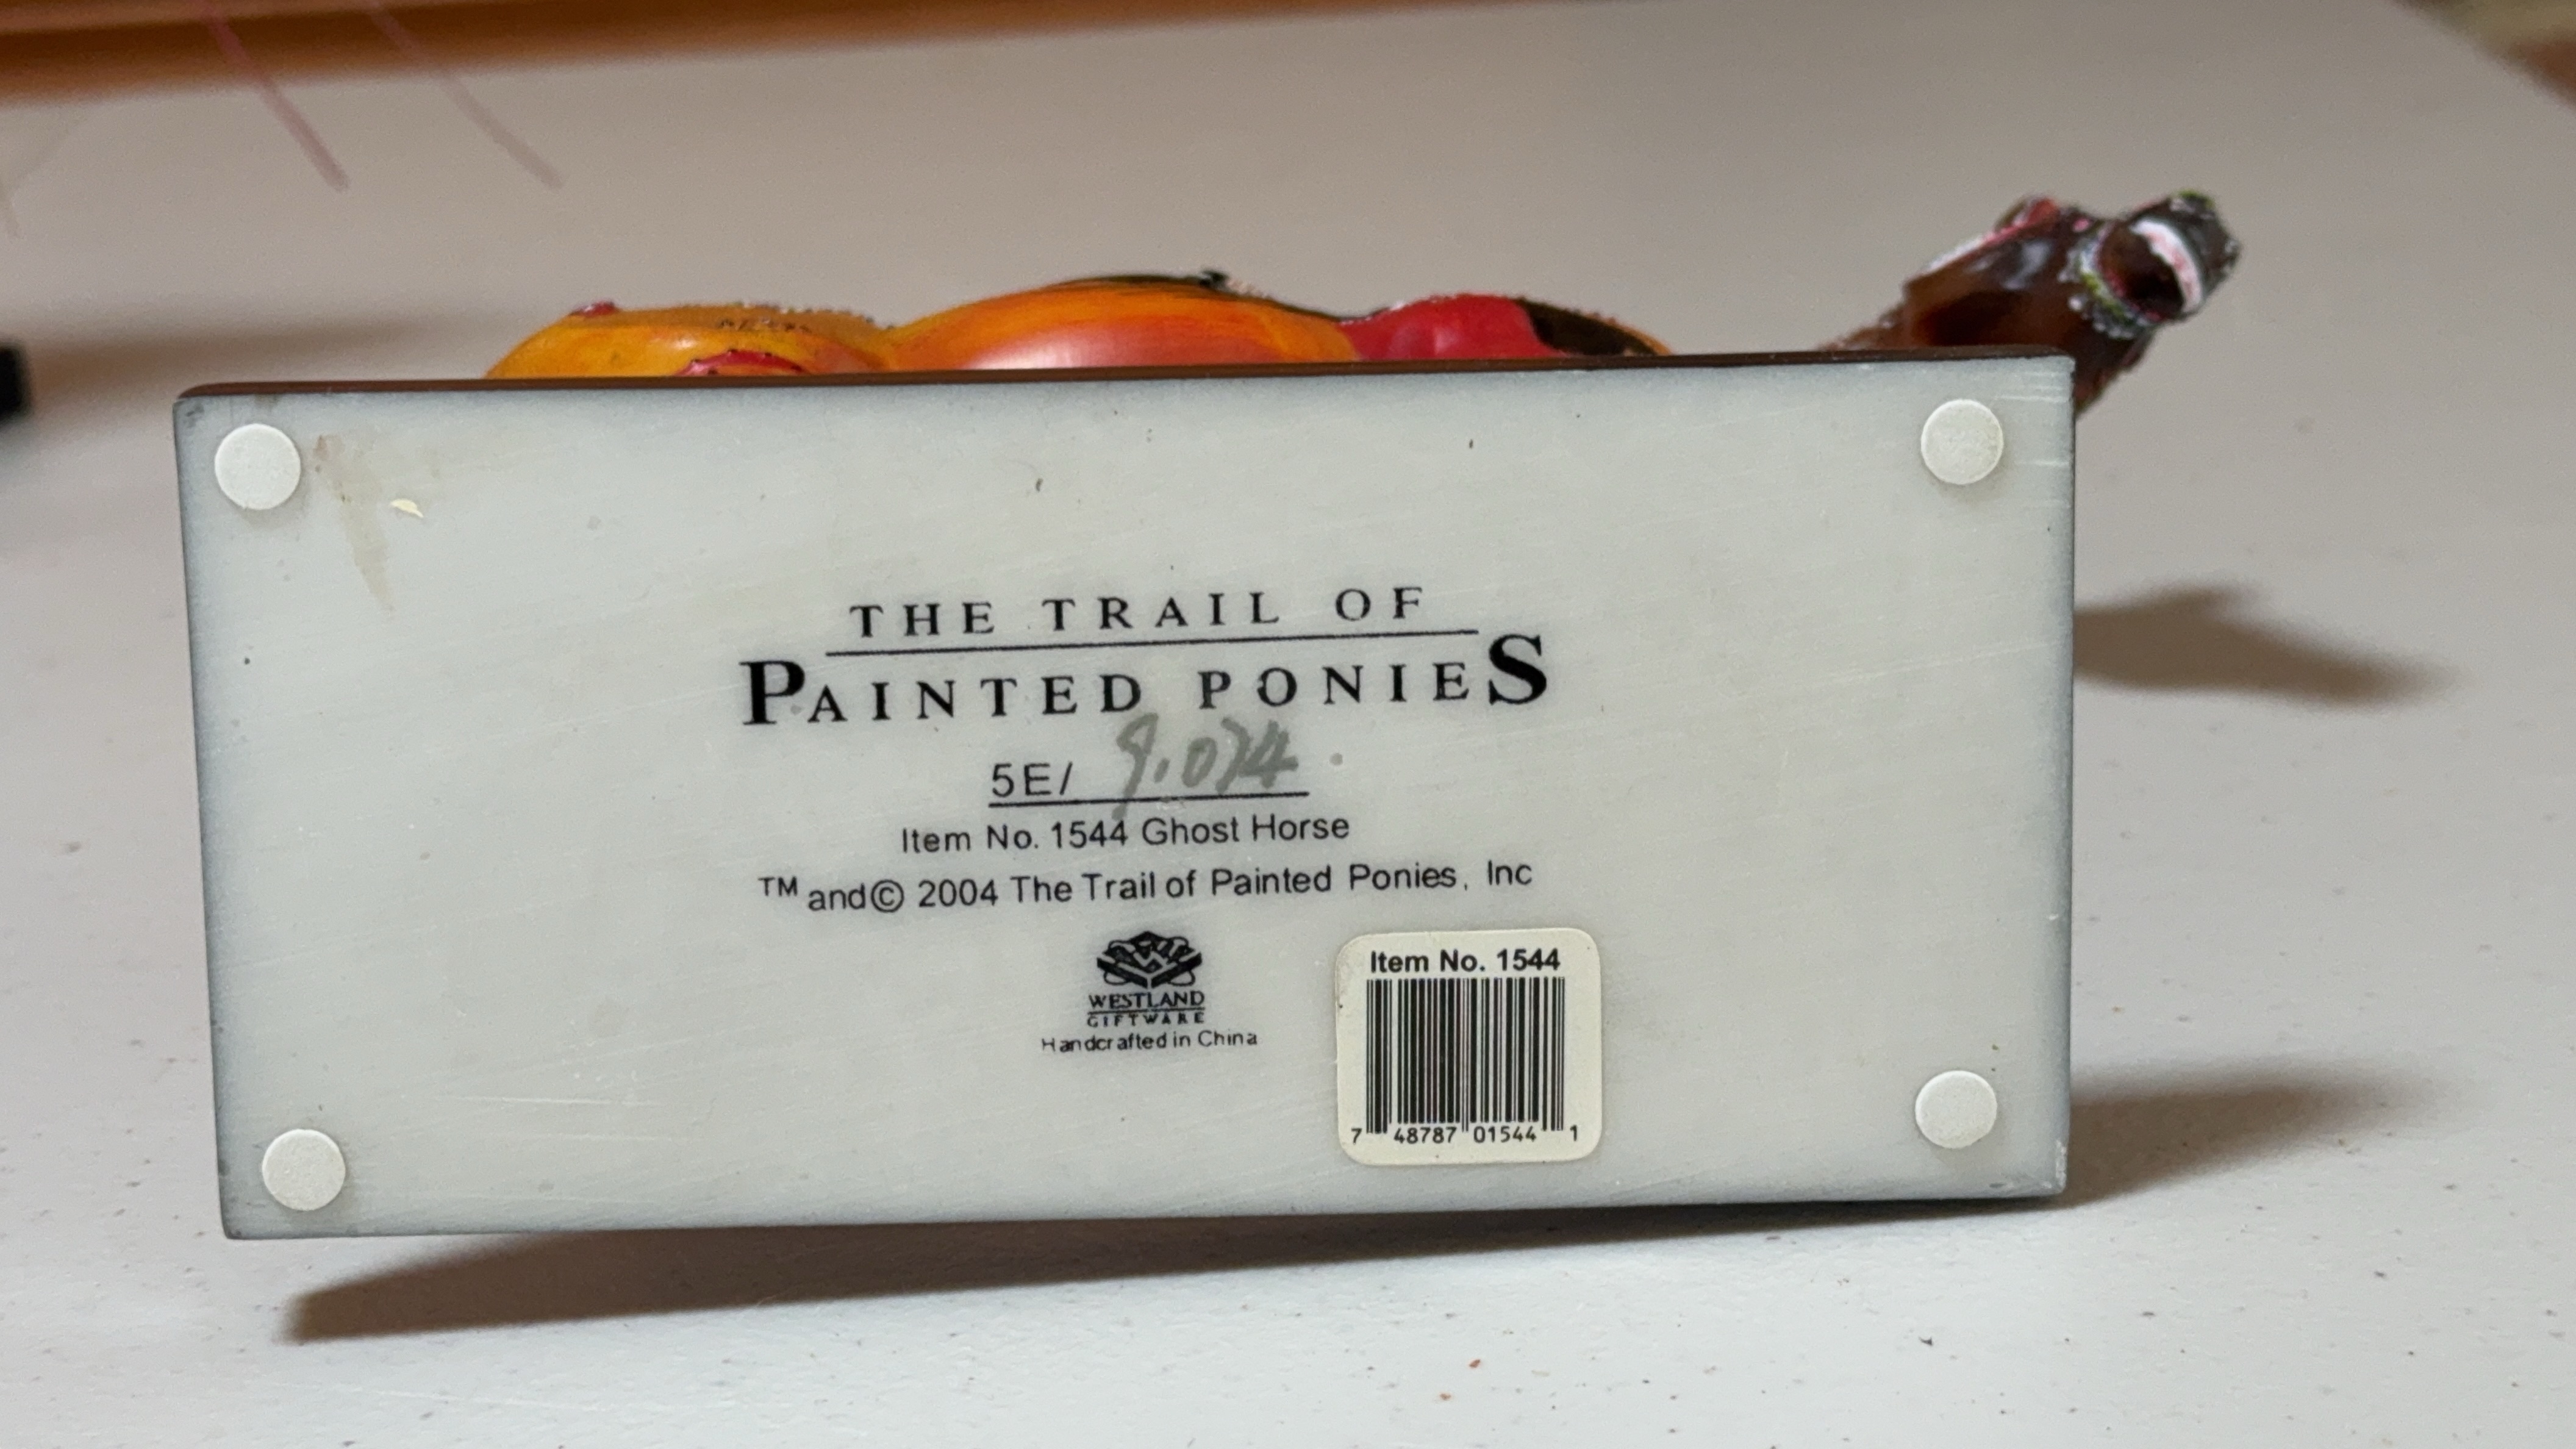 THE TRAIL OF
PAINTED PONIES
5E/ 9.074
Item No. 1544 Ghost Horse
TM and © 2004 The Trail of Painted Ponies, Inc
WESTLAND
GIFTWARE
Handcrafted in China
Item No. 1544
7 48787 01544 1